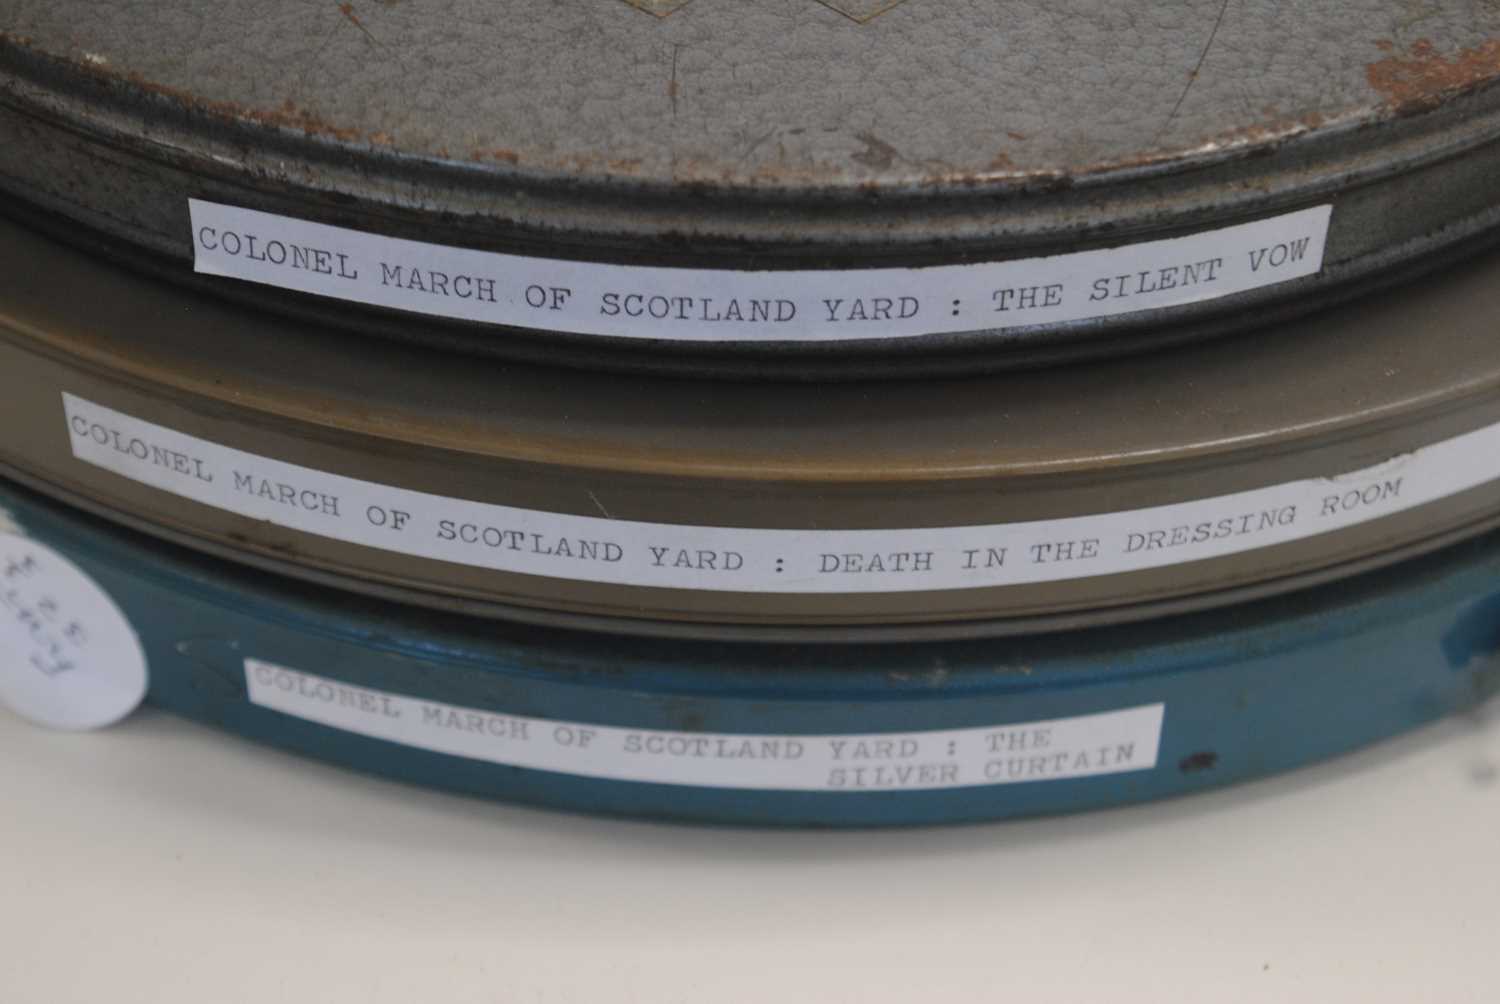 COLONEL MARCH OF SCOTLAND YARD : THE SILENT VOW
COLONEL MARCH OF SCOTLAND YARD : DEATH IN THE DRESSING ROOM
COLONEL MARCH OF SCOTLAND YARD : THE
SILVER CURTAIN